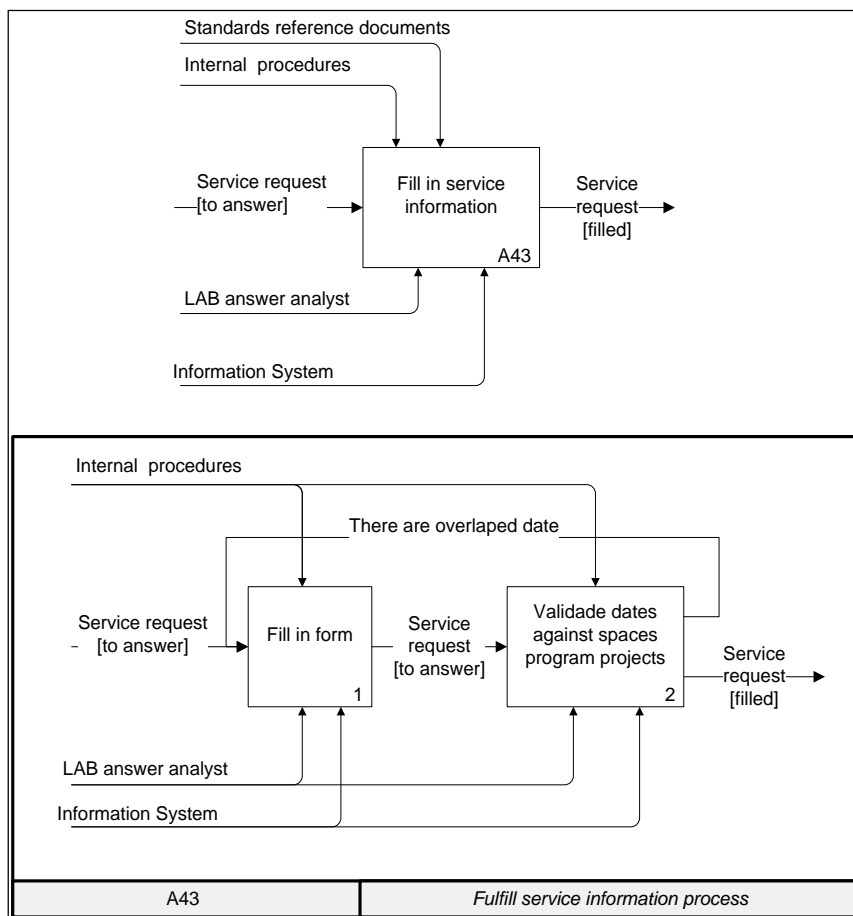 Standards reference documents
Internal  procedures
Service request
[to answer]
Fill in service
information
A43
Service
request
[filled]
LAB answer analyst
Information System
Internal  procedures
There are overlaped date
Service request
[to answer]
Fill in form
1
Service
request
[to answer]
Validade dates
against spaces
program projects
2
Service
request
[filled]
LAB answer analyst
Information System
A43
Fulfill service information process